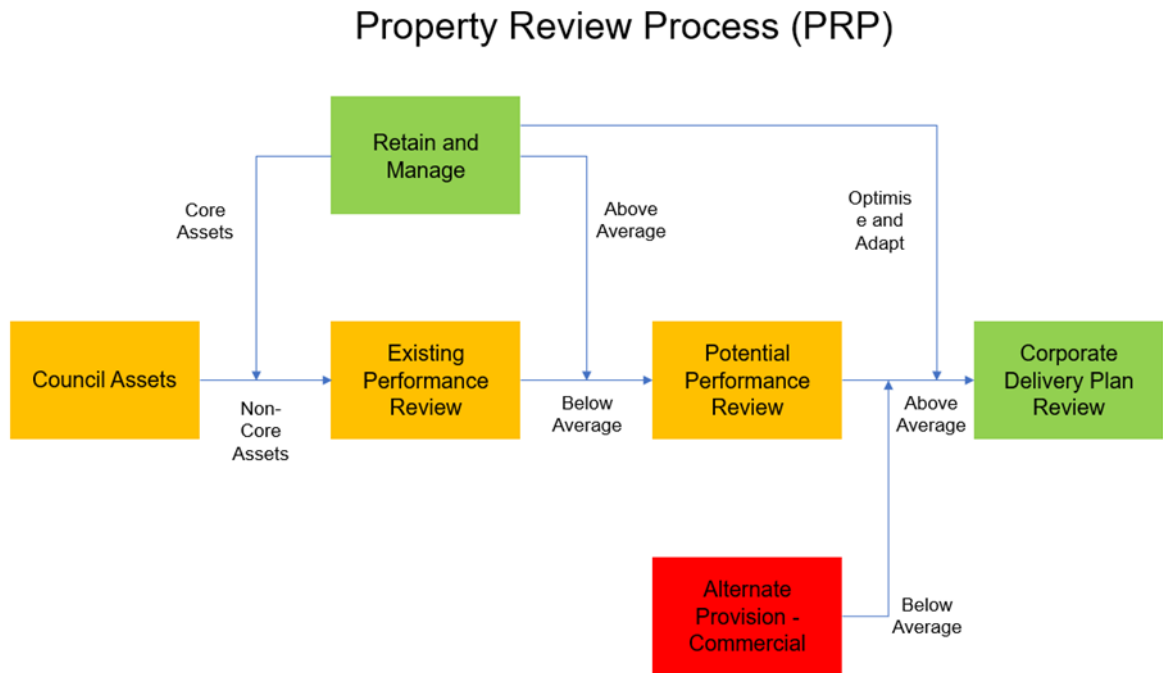 Property Review Process (PRP)
Retain and
Manage
Core
Assets
Above
Average
Optimis
e and
Adapt
Council Assets
Existing
Performance
Review
Potential
Performance
Review
Corporate
Delivery Plan
Review
Non-
Core
Assets
Below
Average
Above
Average
Alternate
Provision -
Commercial
Below
Average